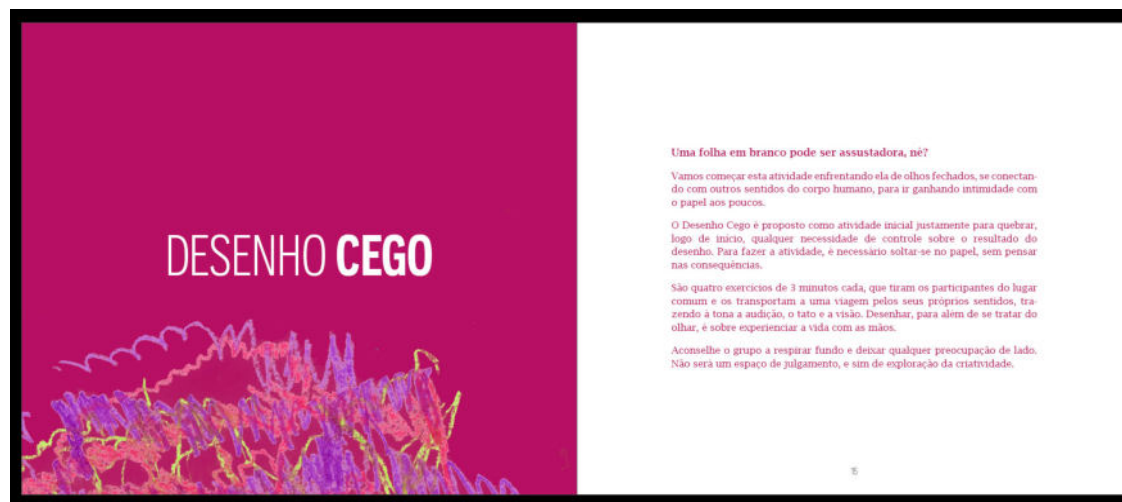 DESENHO CEGO
Uma folha em branco pode ser assustadora, né?
Vamos começar esta atividade enfrentando ela de olhos fechados, se conectan-
do com outros sentidos do corpo humano, para ir ganhando intimidade com
o papel aos poucos.
O Desenho Cego é proposto como atividade inicial justamente para quebrar,
logo de início, qualquer necessidade de controle sobre o resultado do
desenho. Para fazer a atividade, é necessário soltar-se no papel, sem pensar
nas consequências.
São quatro exercícios de 3 minutos cada, que tiram os participantes do lugar
comum e os transportam a uma viagem pelos seus próprios sentidos, tra-
zendo à tona a audição, o tato e a visão. Desenhar, para além de se tratar do
olhar, é sobre experienciar a vida com as mãos.
Aconselhe o grupo a respirar fundo e deixar qualquer preocupação de lado.
Não será um espaço de julgamento, e sim de exploração da criatividade.
15